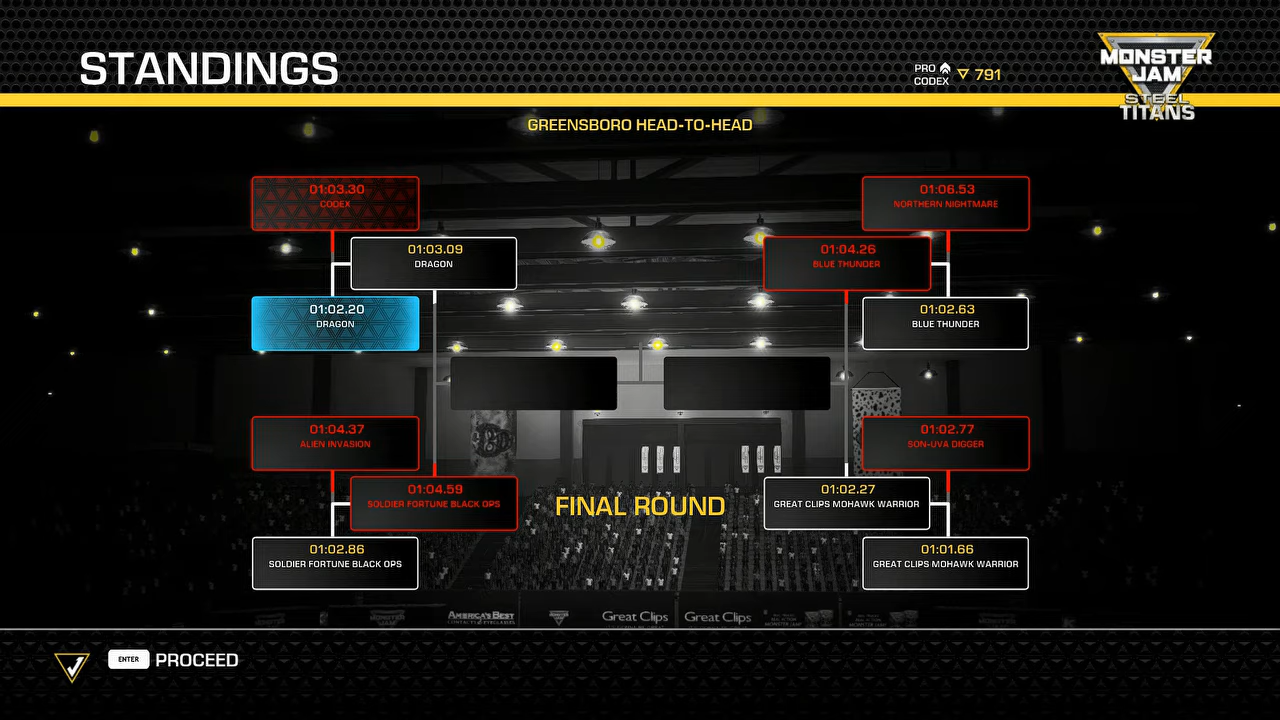 STANDINGS
PRO
CODEX
791
MONSTER
JAM
STEEL
TITANS
GREENSBORO HEAD-TO-HEAD
01:03.30
CODEX
01:06.53
NORTHERN NIGHTMARE
01:03.09
DRAGON
01:04.26
BLUE THUNDER
01:02.20
DRAGON
01:02.63
BLUE THUNDER
01:04.37
ALIEN INVASION
01:02.77
SON-UVA DIGGER
01:04.59
SOLDIER FORTUNE BLACK OPS
01:02.27
GREAT CLIPS MOHAWK WARRIOR
FINAL ROUND
01:02.86
SOLDIER FORTUNE BLACK OPS
01:01.66
GREAT CLIPS MOHAWK WARRIOR
AMERICA'S BEST
CONTACTS & EYEGLASSES
Great Clips
Great Clips
ENTER PROCEED